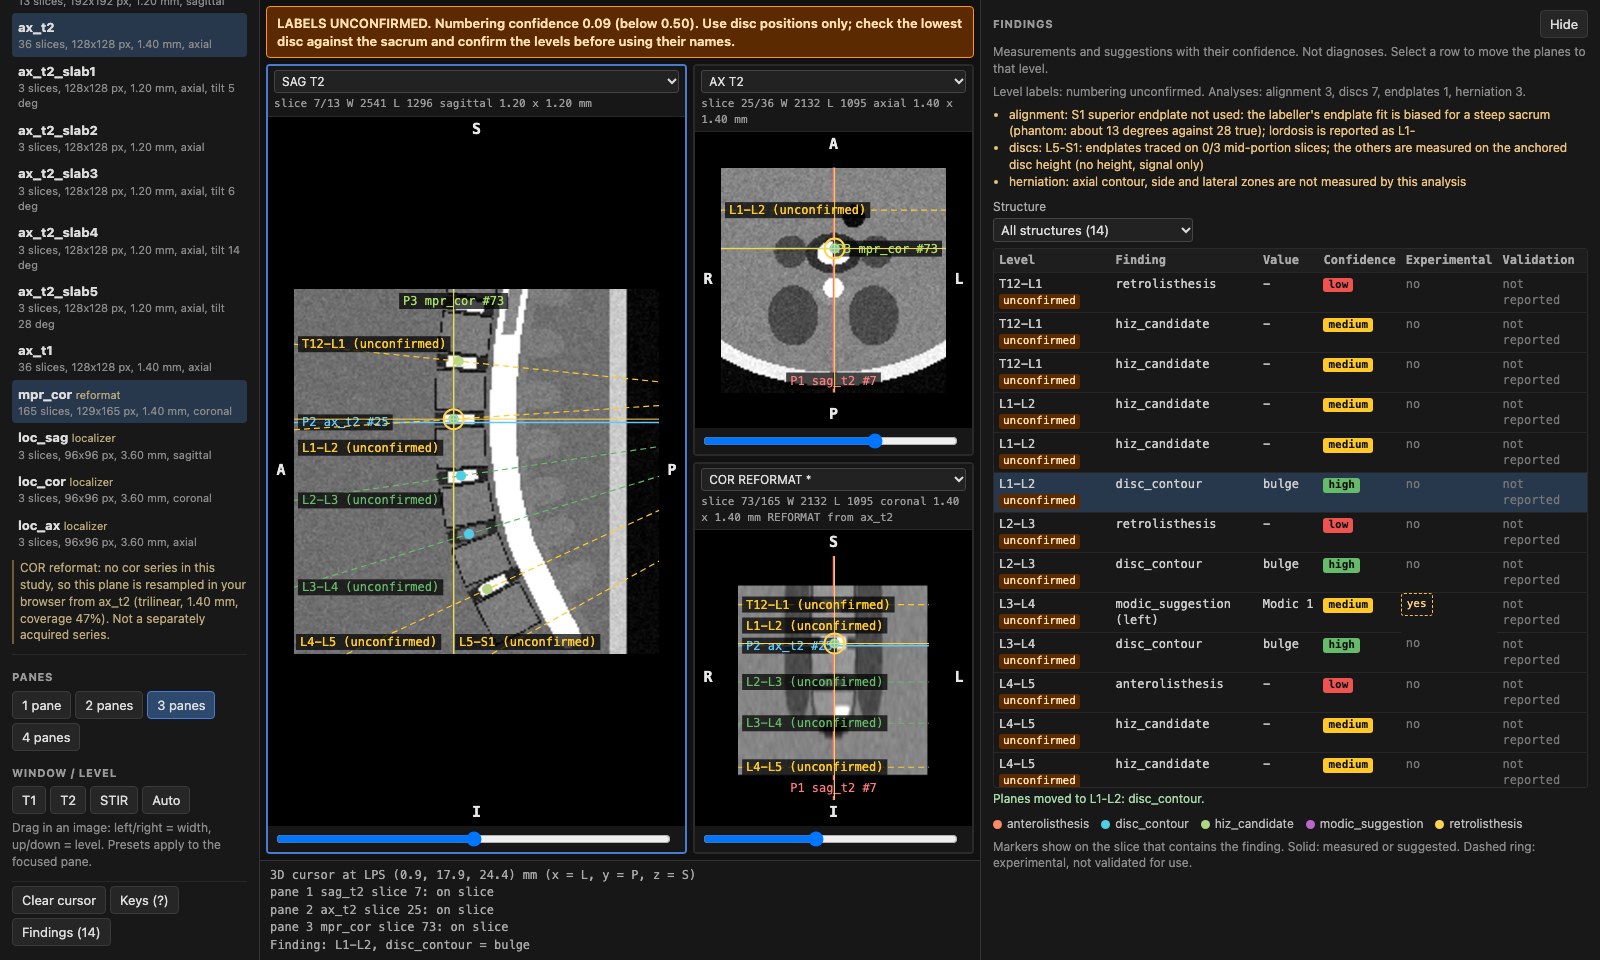 13 slices, 192x192 px, 1.20 mm, sagittal
ax_t2
36 slices, 128x128 px, 1.40 mm, axial
ax_t2_slab1
3 slices, 128x128 px, 1.20 mm, axial, tilt 5
deg
ax_t2_slab2
3 slices, 128x128 px, 1.20 mm, axial
ax_t2_slab3
3 slices, 128x128 px, 1.20 mm, axial, tilt 6
deg
ax_t2_slab4
3 slices, 128x128 px, 1.20 mm, axial, tilt 14
deg
ax_t2_slab5
3 slices, 128x128 px, 1.20 mm, axial, tilt
28 deg
ax_t1
36 slices, 128x128 px, 1.40 mm, axial
mpr_cor reformat
165 slices, 129x165 px, 1.40 mm, coronal
loc_sag localizer
3 slices, 96x96 px, 3.60 mm, sagittal
loc_cor localizer
3 slices, 96x96 px, 3.60 mm, coronal
loc_ax localizer
3 slices, 96x96 px, 3.60 mm, axial
COR reformat: no cor series in this
study, so this plane is resampled in your
browser from ax_t2 (trilinear, 1.40 mm,
coverage 47%). Not a separately
acquired series.
PANES
1 pane
2 panes
3 panes
4 panes
WINDOW / LEVEL
T1
T2
STIR
Auto
Drag in an image: left/right = width,
up/down = level. Presets apply to the
focused pane.
Clear cursor
Keys (?)
Findings (14)
LABELS UNCONFIRMED. Numbering confidence 0.09 (below 0.50). Use disc positions only; check the lowest
disc against the sacrum and confirm the levels before using their names.
SAG T2
slice 7/13 W 2541 L 1296 sagittal 1.20 x 1.20 mm
S
P3 mpr_cor #73
T12-L1 (unconfirmed)
P2 ax_t2 #25
L1-L2 (unconfirmed)
A
P
L2-L3 (unconfirmed)
L3-L4 (unconfirmed)
L4-L5 (unconfirmed)
L5-S1 (unconfirmed)
I
AX T2
slice 25/36 W 2132 L 1095 axial 1.40 x
1.40 mm
A
L1-L2 (unconfirmed)
mpr_cor #73
R
L
P1 sag_t2 #7
P
COR REFORMAT *
slice 73/165 W 2132 L 1095 coronal 1.40
x 1.40 mm REFORMAT from ax_t2
S
T12-L1 (unconfirmed)
L1-L2 (unconfirmed)
P2 ax_t2 #25
R
L
L2-L3 (unconfirmed)
L3-L4 (unconfirmed)
L4-L5 (unconfirmed)
P1 sag_t2 #7
I
3D cursor at LPS (0.9, 17.9, 24.4) mm (x = L, y = P, z = S)
pane 1 sag_t2 slice 7: on slice
pane 2 ax_t2 slice 25: on slice
pane 3 mpr_cor slice 73: on slice
Finding: L1-L2, disc_contour = bulge
FINDINGS
Hide
Measurements and suggestions with their confidence. Not diagnoses. Select a row to move the planes to
that level.
Level labels: numbering unconfirmed. Analyses: alignment 3, discs 7, endplates 1, herniation 3.
• alignment: S1 superior endplate not used: the labeller's endplate fit is biased for a steep sacrum
(phantom: about 13 degrees against 28 true); lordosis is reported as L1-
• discs: L5-S1: endplates traced on 0/3 mid-portion slices; the others are measured on the anchored
disc height (no height, signal only)
• herniation: axial contour, side and lateral zones are not measured by this analysis
Structure
All structures (14)
Level Finding Value Confidence Experimental Validation
T12-L1 retrolisthesis – low no not
unconfirmed reported
T12-L1 hiz_candidate – medium no not
unconfirmed reported
T12-L1 hiz_candidate – medium no not
unconfirmed reported
L1-L2 hiz_candidate – medium no not
unconfirmed reported
L1-L2 hiz_candidate – medium no not
unconfirmed reported
L1-L2 disc_contour bulge high no not
unconfirmed reported
L2-L3 retrolisthesis – low no not
unconfirmed reported
L2-L3 disc_contour bulge high no not
unconfirmed reported
L3-L4 modic_suggestion Modic 1 medium yes not
unconfirmed (left) reported
L3-L4 disc_contour bulge high no not
unconfirmed reported
L4-L5 anterolisthesis – low no not
unconfirmed reported
L4-L5 hiz_candidate – medium no not
unconfirmed reported
L4-L5 hiz_candidate – medium no not
unconfirmed reported
Planes moved to L1-L2: disc_contour.
anterolisthesis disc_contour hiz_candidate modic_suggestion retrolisthesis
Markers show on the slice that contains the finding. Solid: measured or suggested. Dashed ring:
experimental, not validated for use.